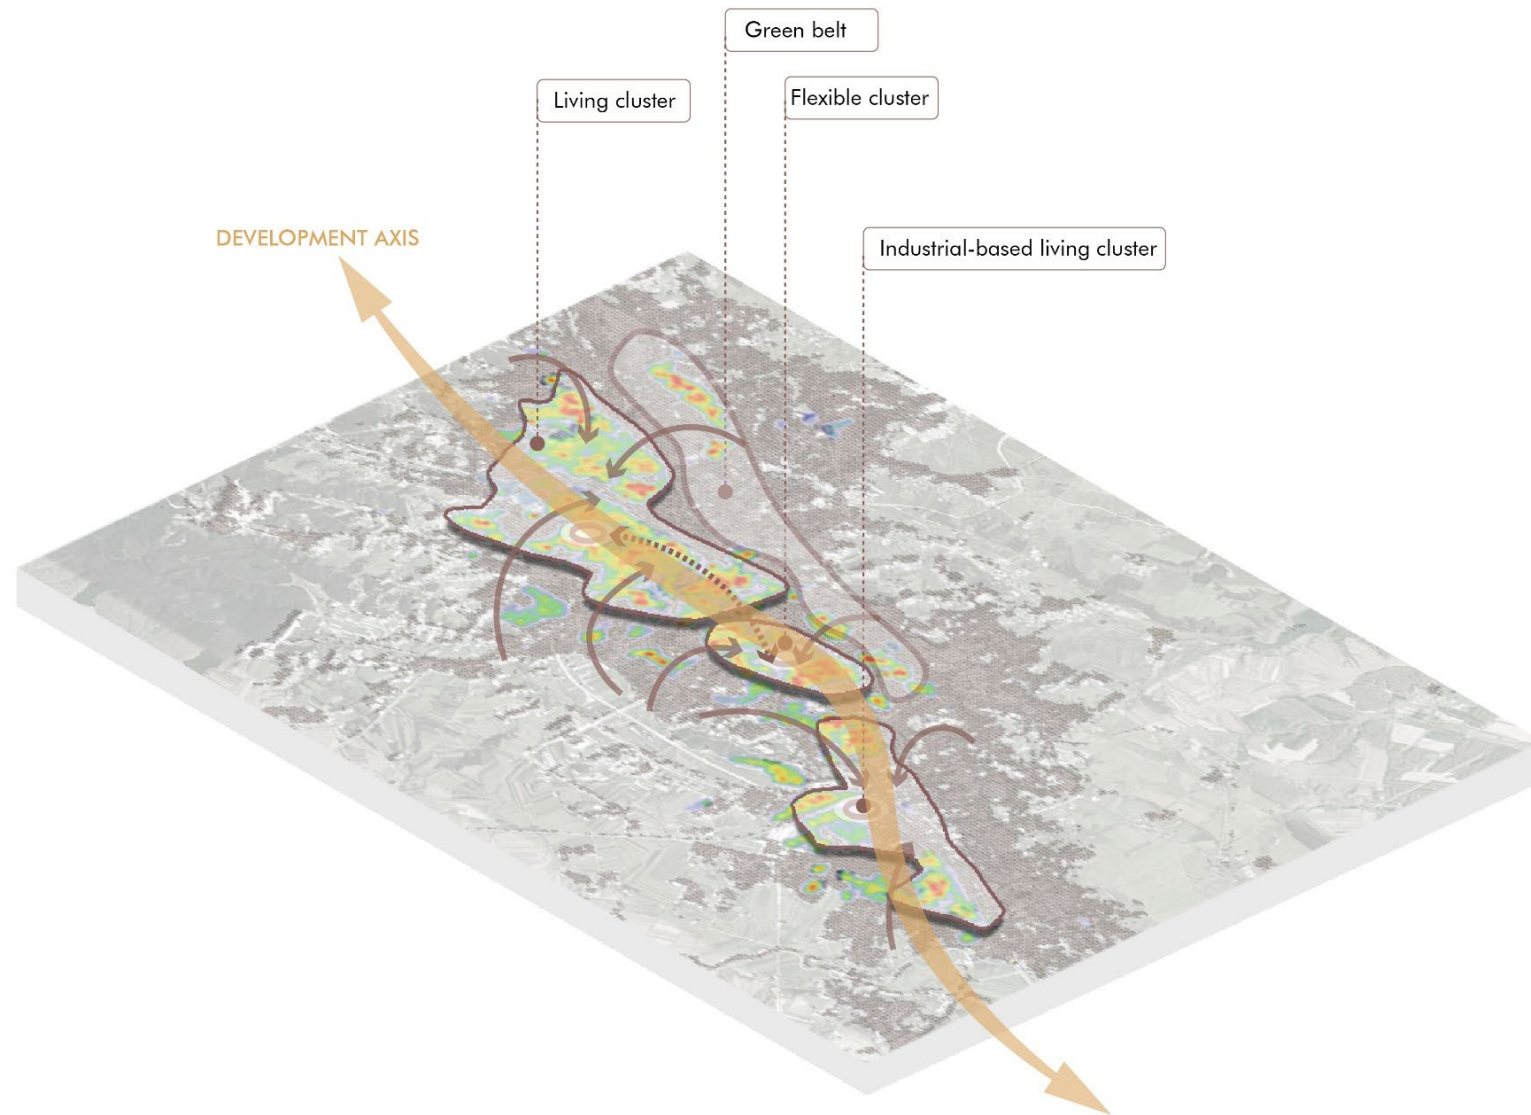 Green belt
Living cluster
Flexible cluster
DEVELOPMENT AXIS
Industrial-based living cluster